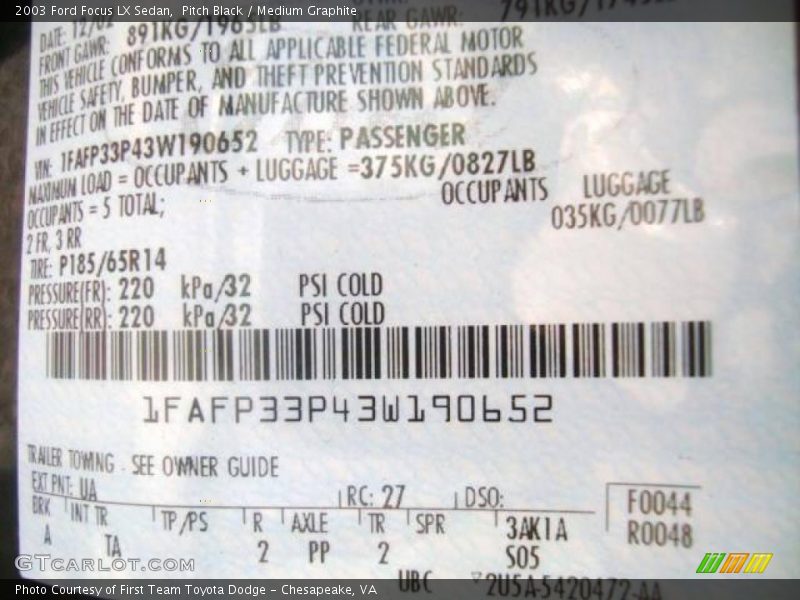 2003 Ford Focus LX Sedan, Pitch Black / Medium Graphite
DATE: 12/02
FRONT GAWR: 891KG/1965LB REAR GAWR: 791KG/
THIS VEHICLE CONFORMS TO ALL APPLICABLE FEDERAL MOTOR
VEHICLE SAFETY, BUMPER, AND THEFT PREVENTION STANDARDS
IN EFFECT ON THE DATE OF MANUFACTURE SHOWN ABOVE.
VIN: 1FAFP33P43W190652 TYPE: PASSENGER
MAXIMUM LOAD = OCCUPANTS + LUGGAGE =375KG/0827LB
OCCUPANTS = 5 TOTAL; OCCUPANTS LUGGAGE
2 FR, 3 RR 035KG/0077LB
TIRE: P185/65R14
PRESSURE(FR): 220 kPa/32 PSI COLD
PRESSURE(RR): 220 kPa/32 PSI COLD
1FAFP33P43W190652
TRAILER TOWING - SEE OWNER GUIDE
EXT PNT: UA RC: 27 DSO: F0044
BRK INT TR TP/PS R AXLE TR SPR 3AK1A R0048
A TA 2 PP 2 S05
UBC 2U5A-5420472-AA
GTCARLOT.COM
Photo Courtesy of First Team Toyota Dodge - Chesapeake, VA